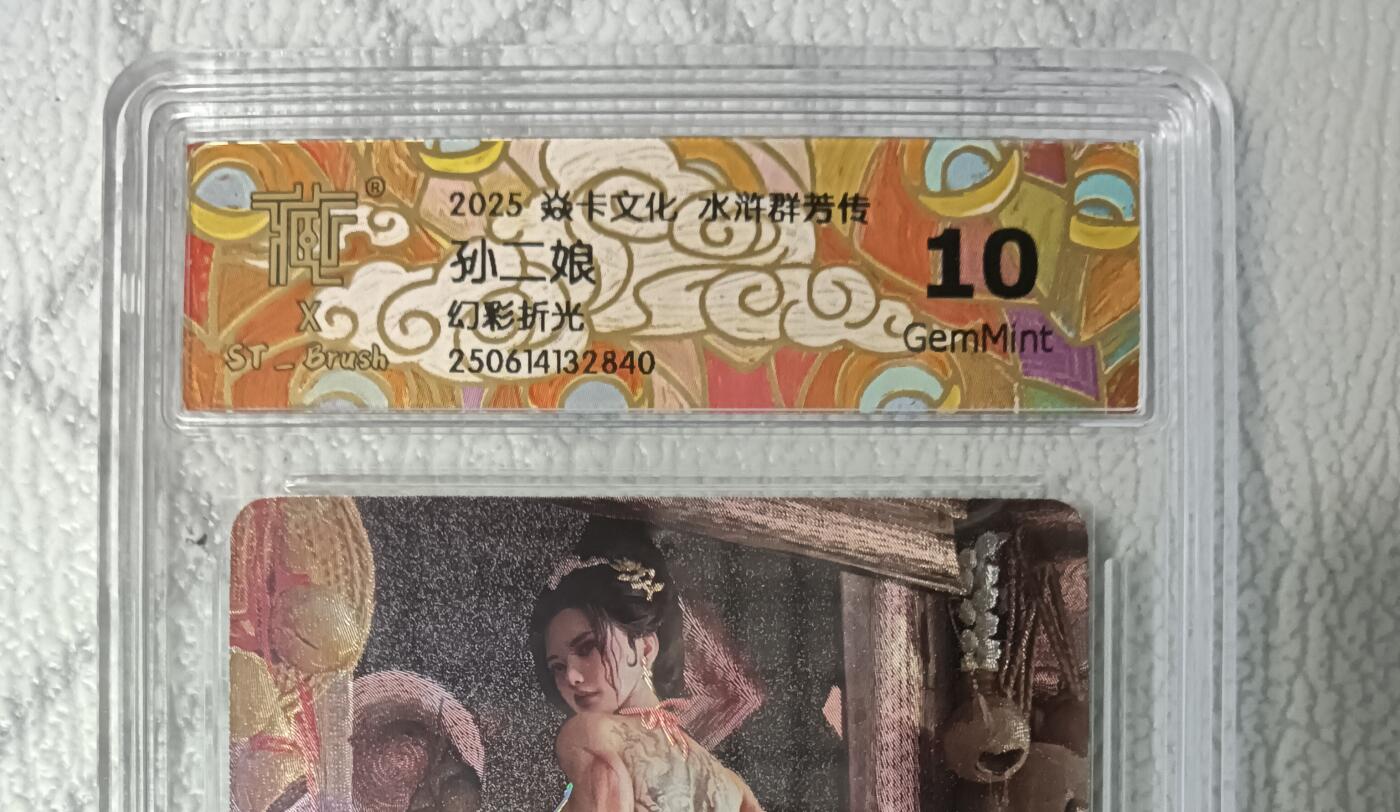 藏®
X
ST_Brush
2025 焱卡文化 水浒群芳传
孙二娘
幻彩折光
250614132840
10
GemMint